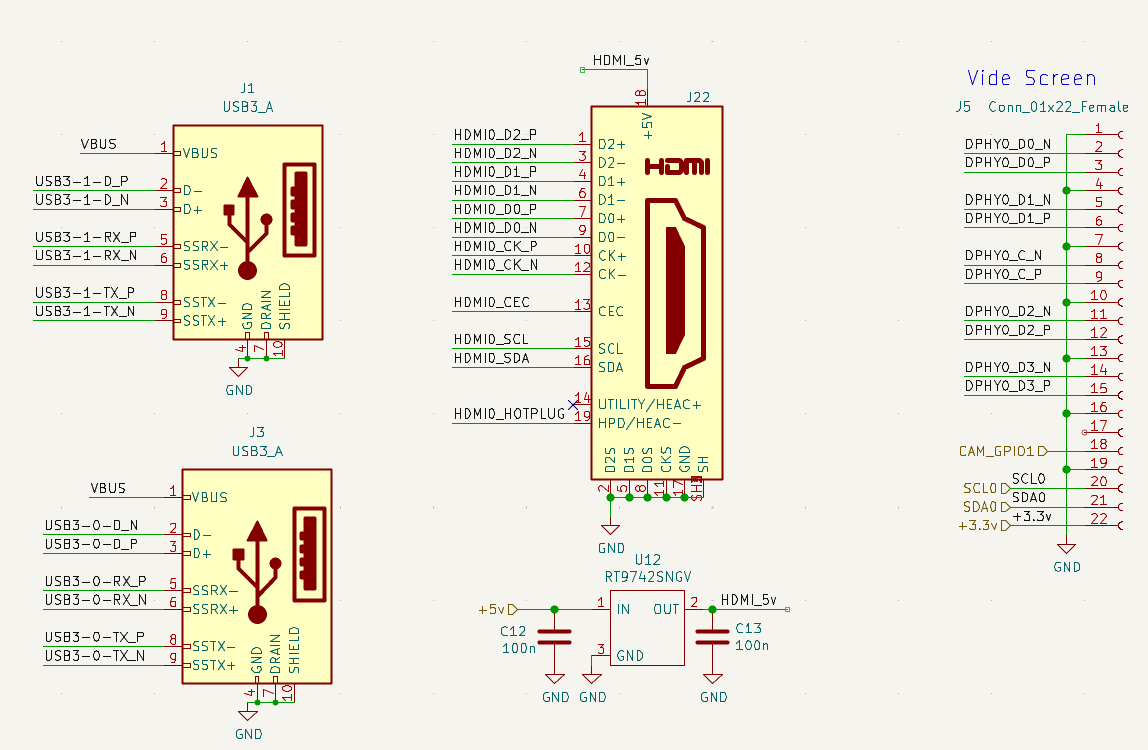 J1
USB3_A
VBUS
1
VBUS
USB3-1-D_P
2
D-
USB3-1-D_N
3
D+
USB3-1-RX_P
5
SSRX-
USB3-1-RX_N
6
SSRX+
USB3-1-TX_P
8
SSTX-
USB3-1-TX_N
9
SSTX+
GND
DRAIN
SHIELD
4
7
10
GND
J3
USB3_A
VBUS
1
VBUS
USB3-0-D_N
2
D-
USB3-0-D_P
3
D+
USB3-0-RX_P
5
SSRX-
USB3-0-RX_N
6
SSRX+
USB3-0-TX_P
8
SSTX-
USB3-0-TX_N
9
SSTX+
GND
DRAIN
SHIELD
4
7
10
GND
HDMI_5v
18
J22
+5V
HDMI
HDMI0_D2_P
1
D2+
HDMI0_D2_N
3
D2-
HDMI0_D1_P
4
D1+
HDMI0_D1_N
6
D1-
HDMI0_D0_P
7
D0+
HDMI0_D0_N
9
D0-
HDMI0_CK_P
10
CK+
HDMI0_CK_N
12
CK-
HDMI0_CEC
13
CEC
HDMI0_SCL
15
SCL
HDMI0_SDA
16
SDA
14
UTILITY/HEAC+
HDMI0_HOTPLUG
19
HPD/HEAC-
D2S
D1S
D0S
CKS
GND
SH
2
5
8
11
17
GND
U12
RT9742SNGV
+5v
1
IN
OUT
2
HDMI_5v
C12
100n
3
GND
C13
100n
GND
GND
GND
Vide Screen
J5 Conn_01x22_Female
1
DPHY0_D0_N
2
DPHY0_D0_P
3
4
DPHY0_D1_N
5
DPHY0_D1_P
6
7
DPHY0_C_N
8
DPHY0_C_P
9
10
DPHY0_D2_N
11
DPHY0_D2_P
12
13
DPHY0_D3_N
14
DPHY0_D3_P
15
16
17
CAM_GPIO1
18
19
SCL0
SCL0
20
SDA0
SDA0
21
+3.3v
+3.3v
22
GND